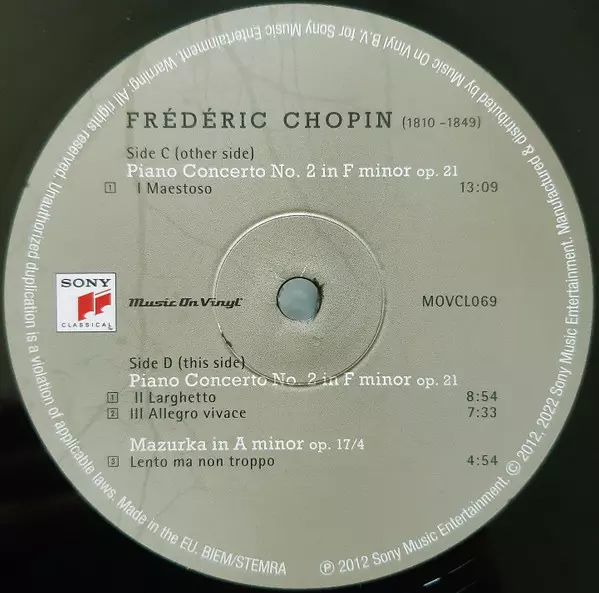 FRÉDÉRIC CHOPIN (1810 –1849)
Side C (other side)
Piano Concerto No. 2 in F minor op. 21
1 I Maestoso 13:09
SONY
CLASSICAL
Music On Vinyl
MOVCL069
Side D (this side)
Piano Concerto No. 2 in F minor op. 21
1 II Larghetto 8:54
2 III Allegro vivace 7:33
Mazurka in A minor op. 17/4
3 Lento ma non troppo 4:54
℗ 2012 Sony Music Entertainment. © 2012, 2022 Sony Music Entertainment. Manufactured & distributed by Music On Vinyl B.V. for Sony Music Entertainment. Warning: All rights reserved. Unauthorized duplication is a violation of applicable laws. Made in the EU. BIEM/STEMRA